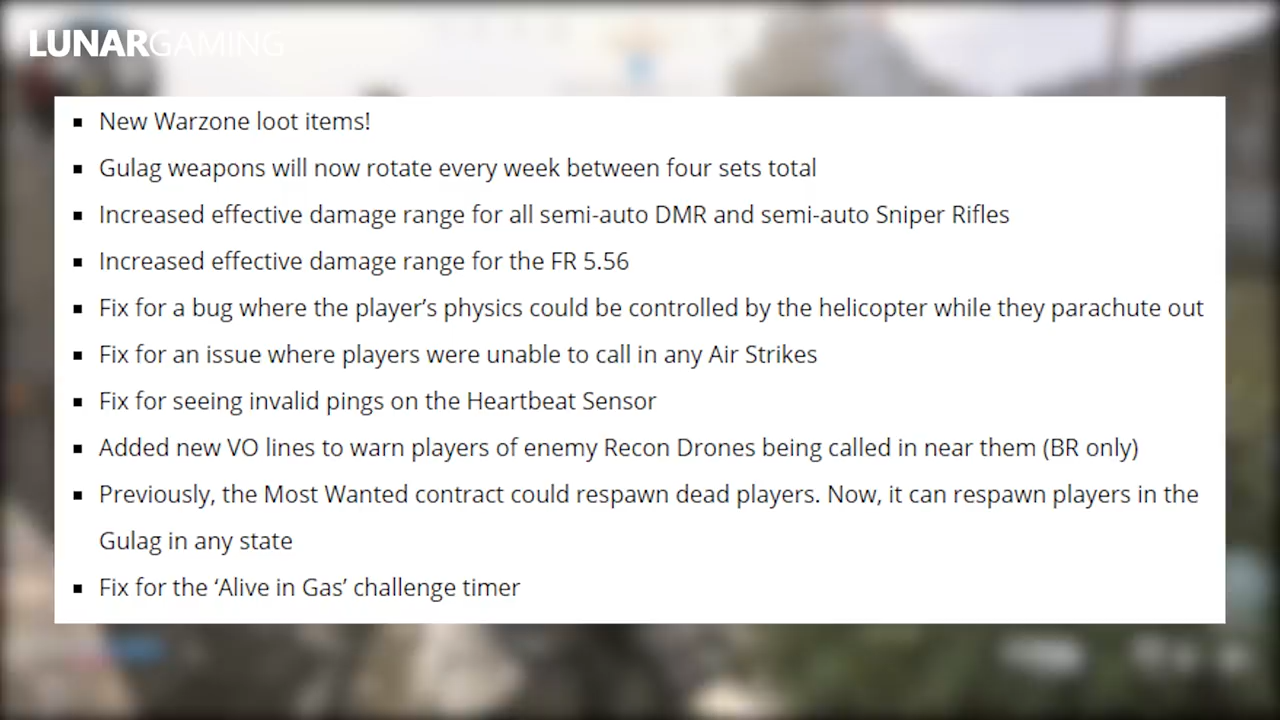 LUNARGAMING
▪ New Warzone loot items!
▪ Gulag weapons will now rotate every week between four sets total
▪ Increased effective damage range for all semi-auto DMR and semi-auto Sniper Rifles
▪ Increased effective damage range for the FR 5.56
▪ Fix for a bug where the player’s physics could be controlled by the helicopter while they parachute out
▪ Fix for an issue where players were unable to call in any Air Strikes
▪ Fix for seeing invalid pings on the Heartbeat Sensor
▪ Added new VO lines to warn players of enemy Recon Drones being called in near them (BR only)
▪ Previously, the Most Wanted contract could respawn dead players. Now, it can respawn players in the
Gulag in any state
▪ Fix for the ‘Alive in Gas’ challenge timer